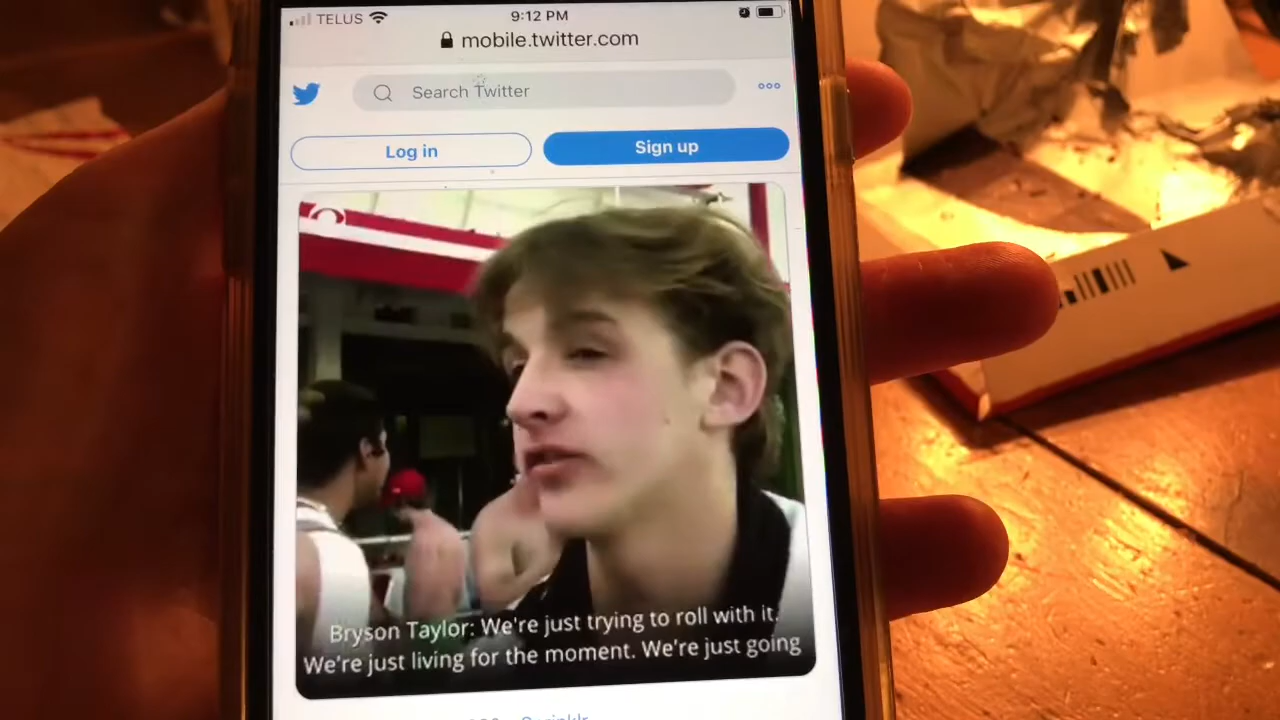 TELUS 9:12 PM
mobile.twitter.com
Search Twitter
Log in Sign up
Bryson Taylor: We're just trying to roll with it.
We're just living for the moment. We're just going